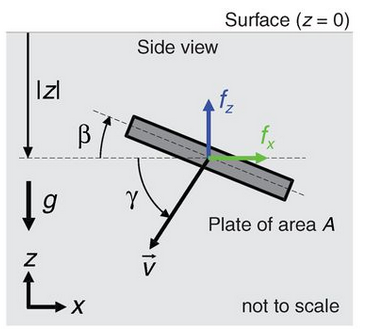 Surface (z = 0)
Side view
|z|
f_z
β
f_x
g
γ
Plate of area A
z
v⃗
x
not to scale